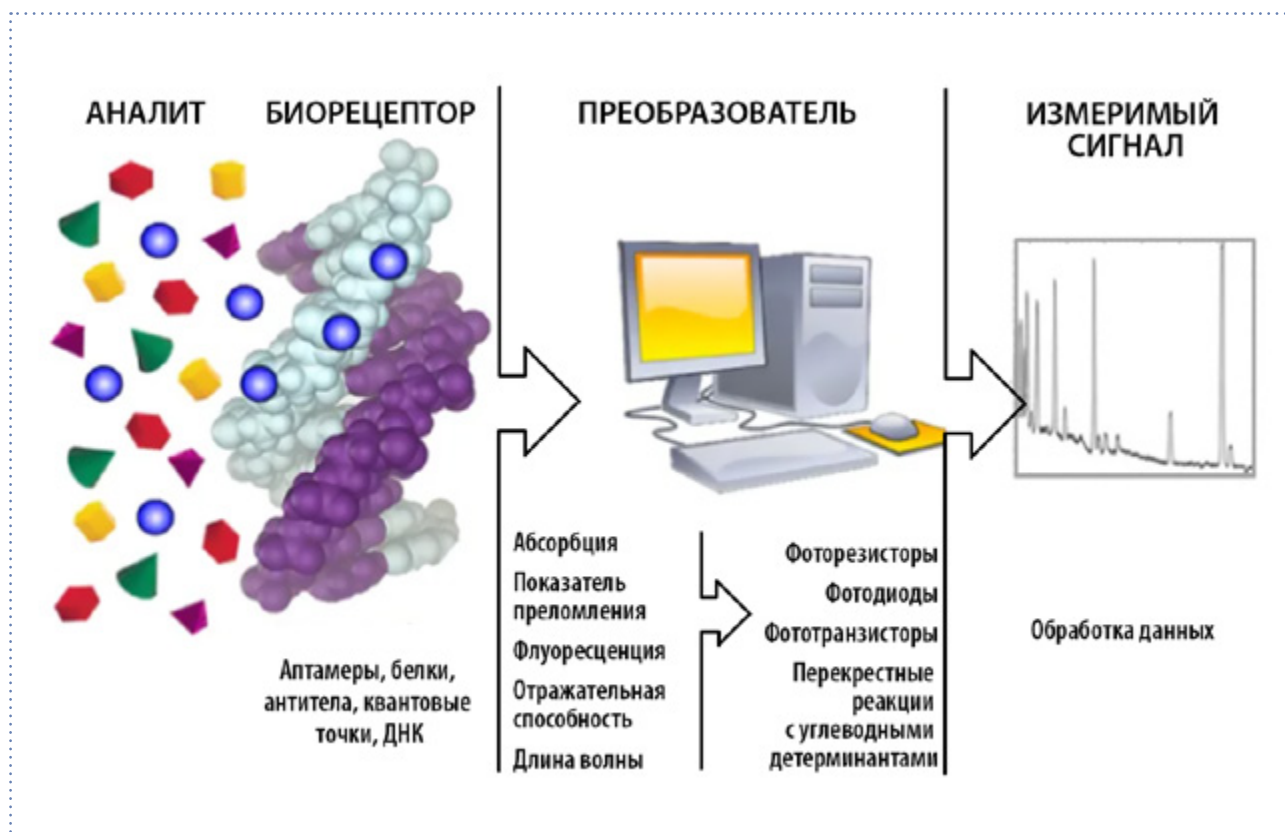 АНАЛИТ
БИОРЕЦЕПТОР
ПРЕОБРАЗОВАТЕЛЬ
ИЗМЕРИМЫЙ
СИГНАЛ
Аптамеры, белки,
антитела, квантовые
точки, ДНК
Абсорбция
Показатель
преломления
Флуоресценция
Отражательная
способность
Длина волны
Фоторезисторы
Фотодиоды
Фототранзисторы
Перекрестные
реакции
с углеводными
детерминантами
Обработка данных